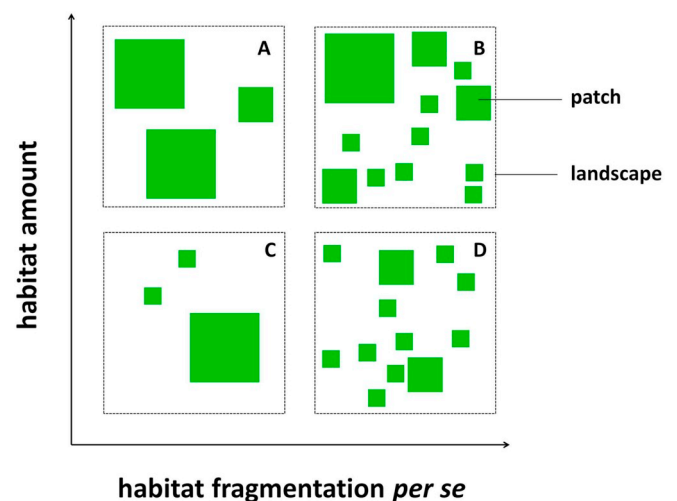 A
B
patch
landscape
habitat amount
C
D
habitat fragmentation per se